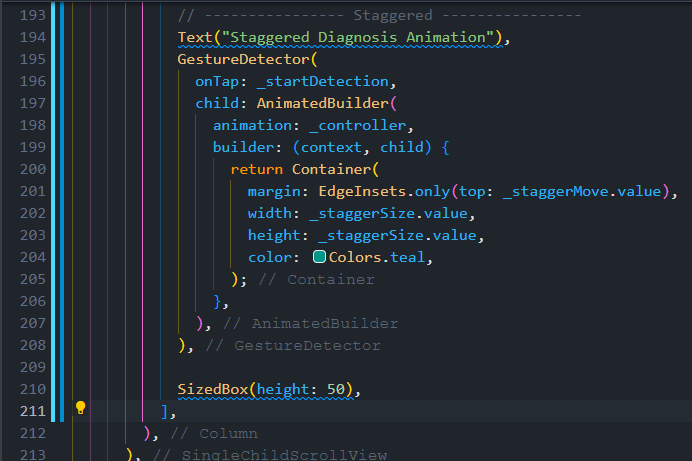 193 // ---------------- Staggered ----------------
194 Text("Staggered Diagnosis Animation"),
195 GestureDetector(
196 onTap: _startDetection,
197 child: AnimatedBuilder(
198 animation: _controller,
199 builder: (context, child) {
200 return Container(
201 margin: EdgeInsets.only(top: _staggerMove.value),
202 width: _staggerSize.value,
203 height: _staggerSize.value,
204 color: Colors.teal,
205 ); // Container
206 },
207 ), // AnimatedBuilder
208 ), // GestureDetector
209
210 SizedBox(height: 50),
211 ],
212 ), // Column
213 ), // SingleChildScrollView